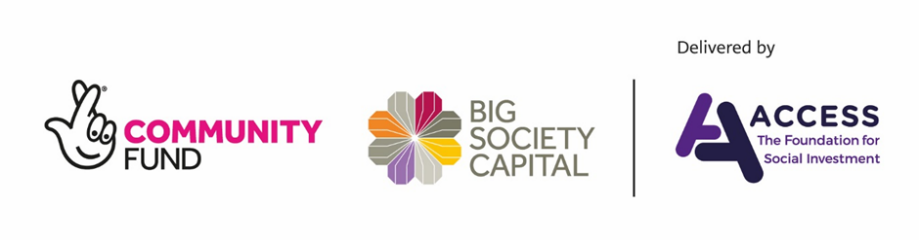 COMMUNITY
FUND
BIG
SOCIETY
CAPITAL
Delivered by
ACCESS
The Foundation for
Social Investment